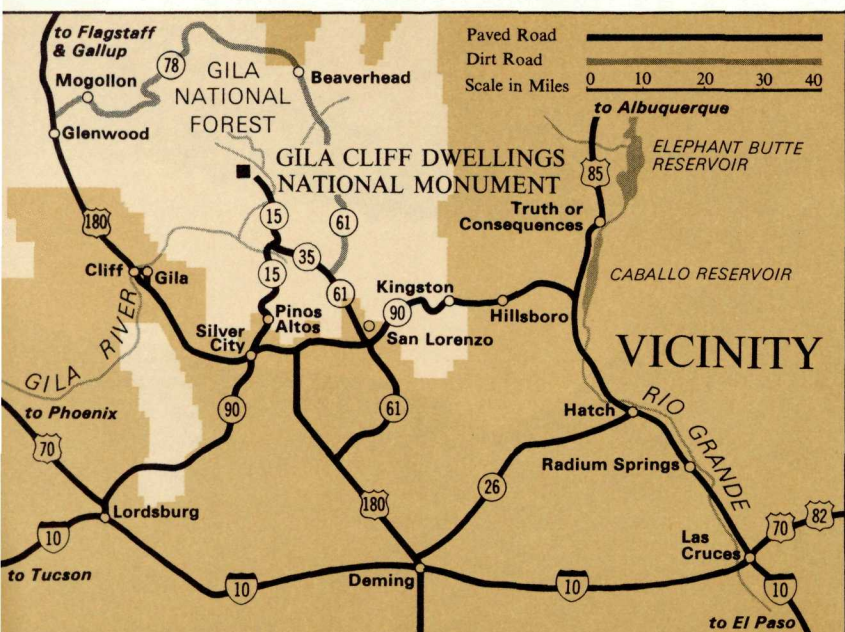 to Flagstaff
& Gallup
Mogollon
78
GILA
NATIONAL
FOREST
Beaverhead
Glenwood
Paved Road
Dirt Road
Scale in Miles
0 10 20 30 40
to Albuquerque
ELEPHANT BUTTE
RESERVOIR
85
GILA CLIFF DWELLINGS
NATIONAL MONUMENT
Truth or
Consequences
180
15
61
35
Cliff
Gila
15
61
CABALLO RESERVOIR
Kingston
90
Hillsboro
Pinos
Altos
San Lorenzo
Silver
City
VICINITY
GILA RIVER
to Phoenix
90
61
Hatch
RIO GRANDE
70
Radium Springs
26
180
Lordsburg
10
to Tucson
Las
Cruces
70
82
Deming
10
10
10
to El Paso